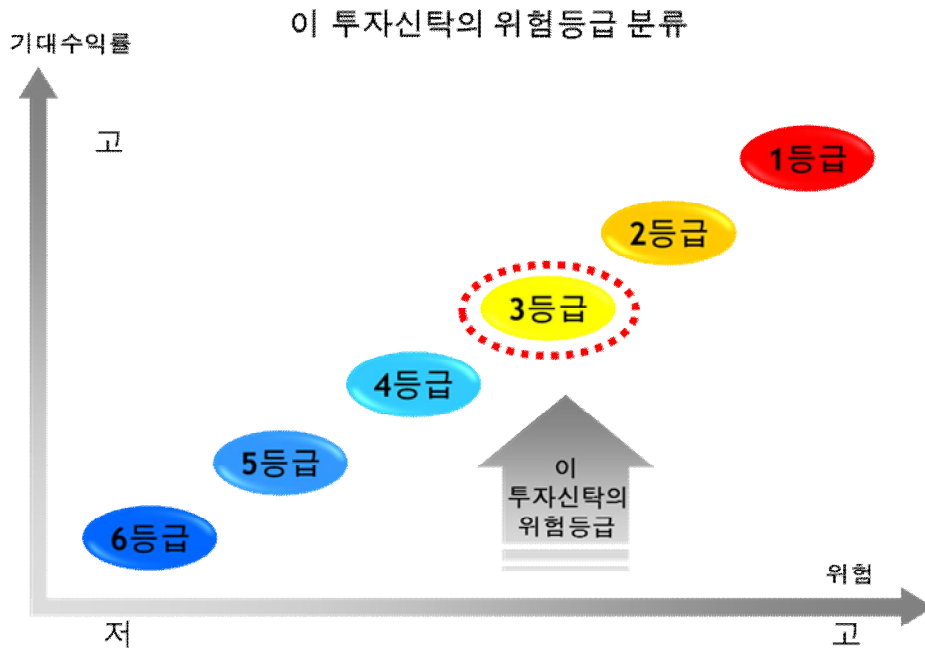 이 투자신탁의 위험등급 분류
기대수익률
고
1등급
2등급
3등급
4등급
5등급
6등급
이
투자신탁의
위험등급
위험
저
고